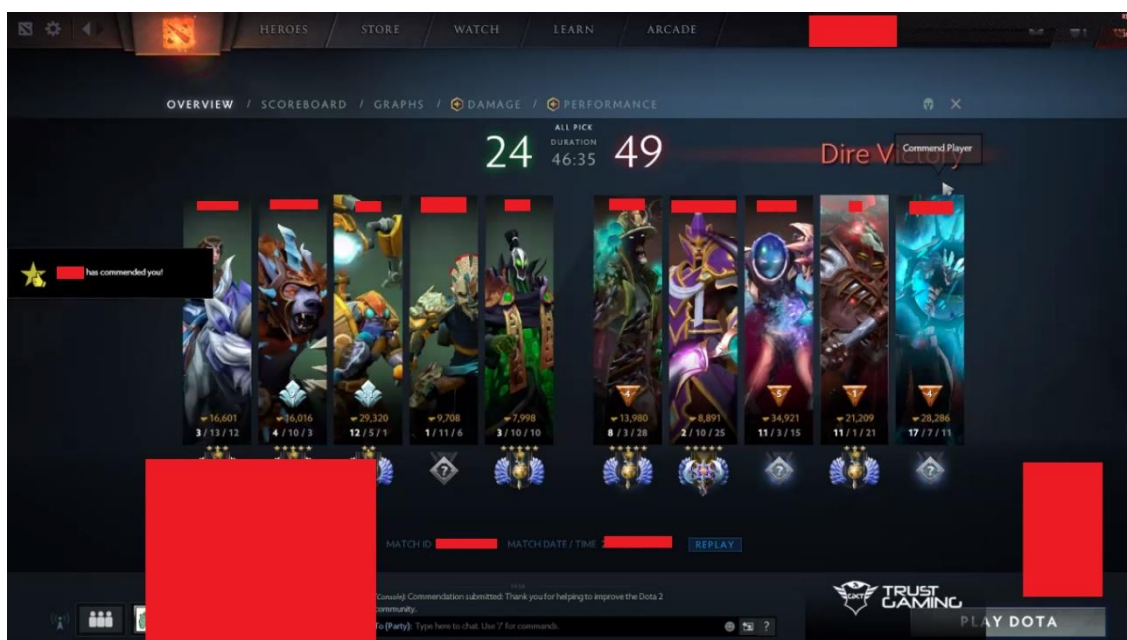 HEROES STORE WATCH LEARN ARCADE
OVERVIEW / SCOREBOARD / GRAPHS / DAMAGE / PERFORMANCE
ALL PICK
24 DURATION 49
46:35
Dire Victory
Commend Player
has commended you!
16,601 16,016 29,320 9,708 7,998 13,980 8,891 34,921 21,209 28,286
3 / 13 / 12 4 / 10 / 3 12 / 5 / 1 1 / 11 / 6 3 / 10 / 10 8 / 3 / 28 2 / 10 / 25 11 / 3 / 15 11 / 1 / 21 17 / 7 / 11
MATCH ID MATCH DATE / TIME REPLAY
[Console]: Commendation submitted: Thank you for helping to improve the Dota 2
community.
To (Party): Type here to chat. Use '/' for commands.
GXT TRUST
GAMING
PLAY DOTA